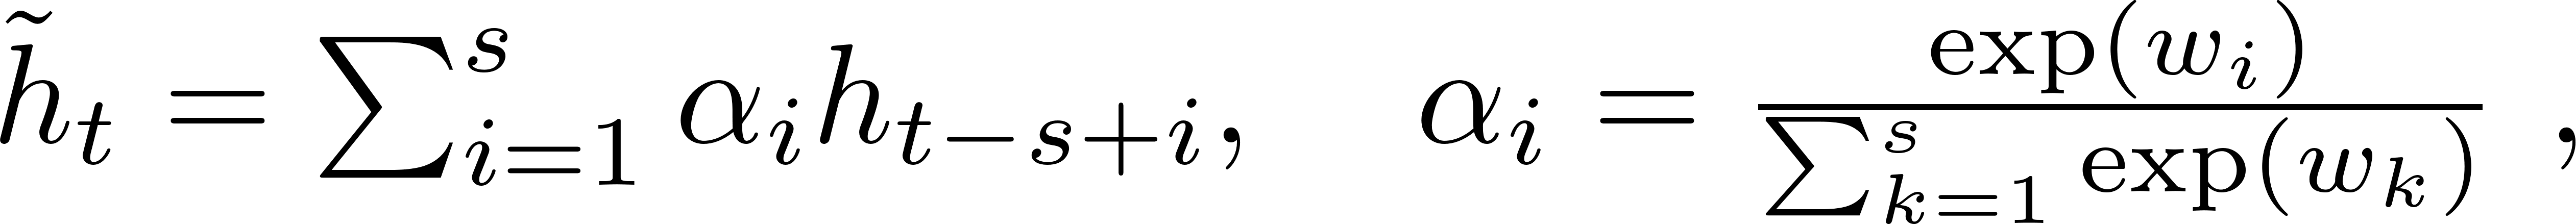 \tilde{h}_t = \sum_{i=1}^{s} \alpha_i h_{t-s+i}, \quad \alpha_i = \frac{\exp(w_i)}{\sum_{k=1}^{s} \exp(w_k)},